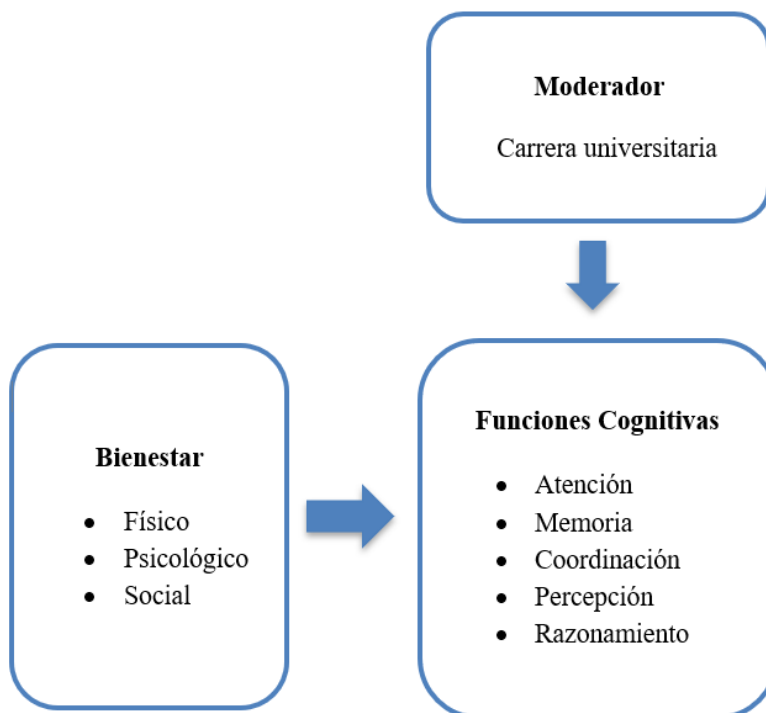 Moderador
Carrera universitaria
Bienestar
• Físico
• Psicológico
• Social
Funciones Cognitivas
• Atención
• Memoria
• Coordinación
• Percepción
• Razonamiento